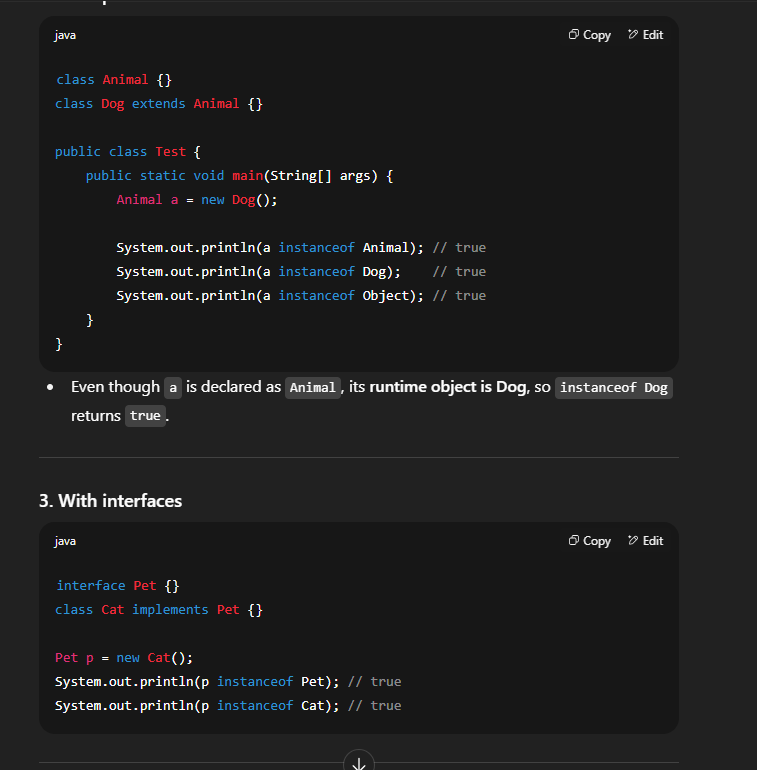 java
Copy
Edit
class Animal {}
class Dog extends Animal {}
public class Test {
    public static void main(String[] args) {
        Animal a = new Dog();
        System.out.println(a instanceof Animal); // true
        System.out.println(a instanceof Dog);    // true
        System.out.println(a instanceof Object); // true
    }
}
• Even though a is declared as Animal, its runtime object is Dog, so instanceof Dog
returns true.
3. With interfaces
java
Copy
Edit
interface Pet {}
class Cat implements Pet {}
Pet p = new Cat();
System.out.println(p instanceof Pet); // true
System.out.println(p instanceof Cat); // true